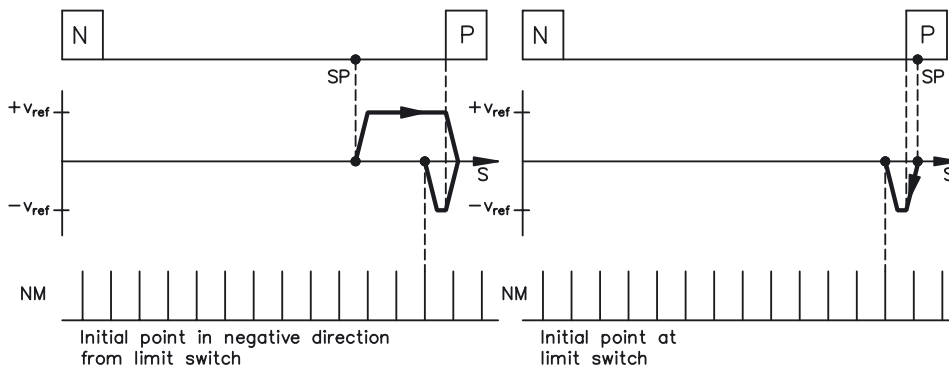 N P
SP
+vref
S
−vref
NM
Initial point in negative direction
from limit switch
N P
SP
+vref
S
−vref
NM
Initial point at
limit switch